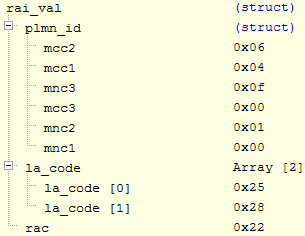 rai_val (struct)
plmn_id (struct)
mcc2 0x06
mcc1 0x04
mnc3 0x0f
mcc3 0x00
mnc2 0x01
mnc1 0x00
la_code Array [2]
la_code [0] 0x25
la_code [1] 0x28
rac 0x22